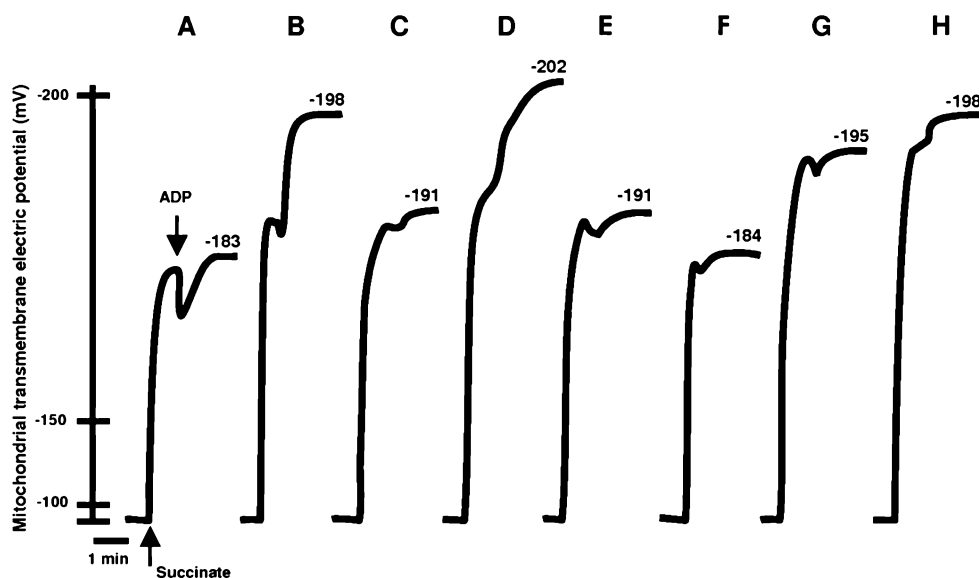 A B C D E F G H
Mitochondrial transmembrane electric potential (mV)
-200
-150
-100
ADP
-183
-198
-191
-202
-191
-184
-195
-198
1 min
Succinate